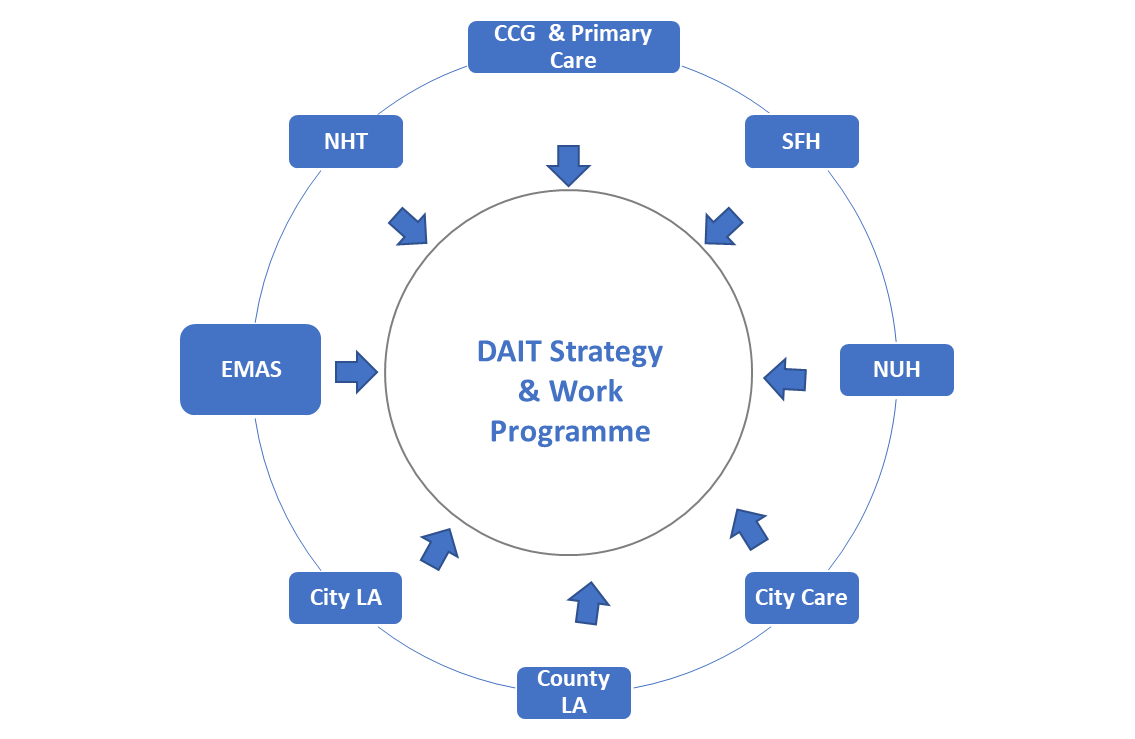 CCG & Primary
Care
NHT
SFH
EMAS
DAIT Strategy
& Work
Programme
NUH
City LA
City Care
County
LA